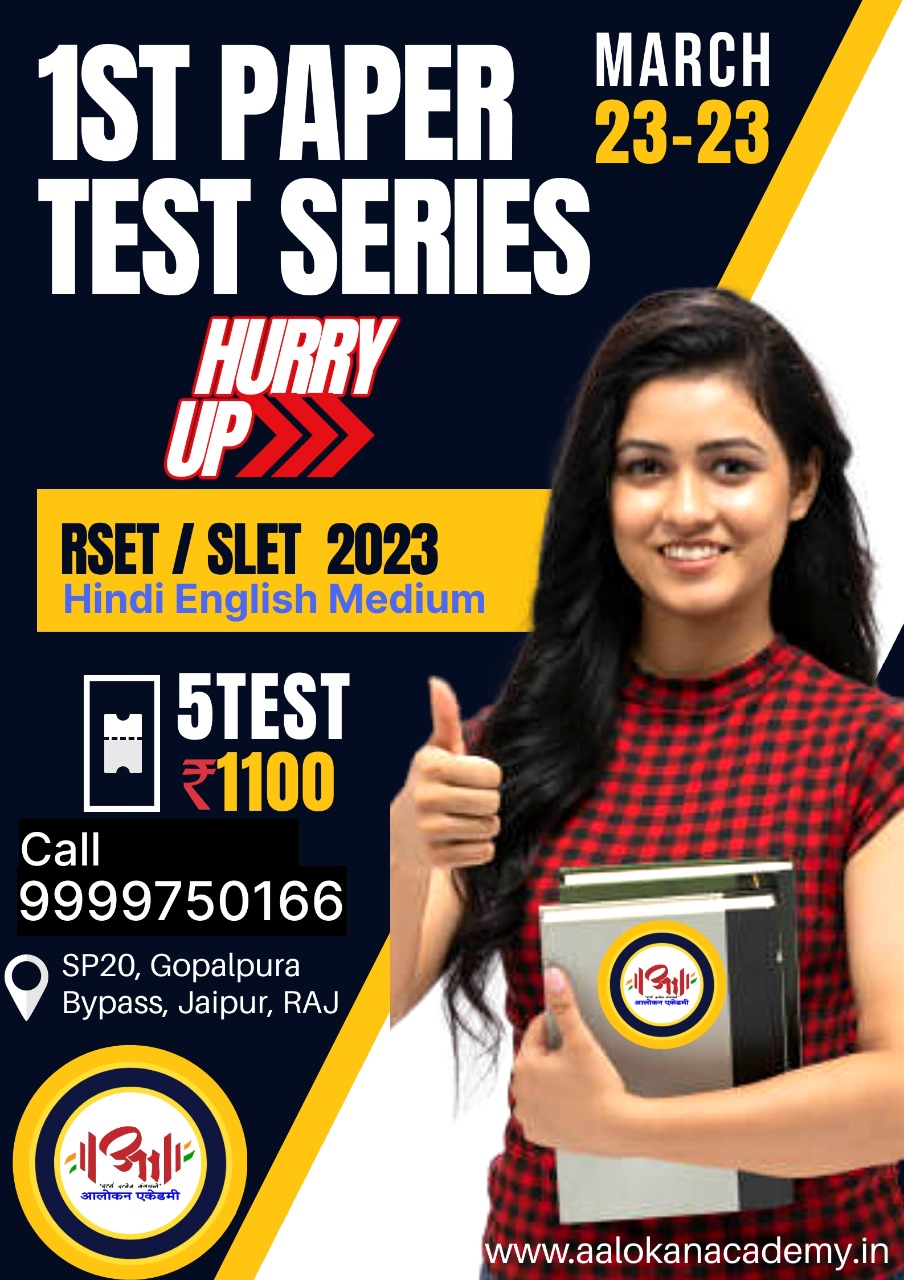 1ST PAPER
TEST SERIES
MARCH
23-23
HURRY
UP
RSET / SLET 2023
Hindi English Medium
5TEST
₹1100
Call
9999750166
SP20, Gopalpura
Bypass, Jaipur, RAJ
आलोकन एकेडमी
आलोकन एकेडमी
www.aalokanacademy.in